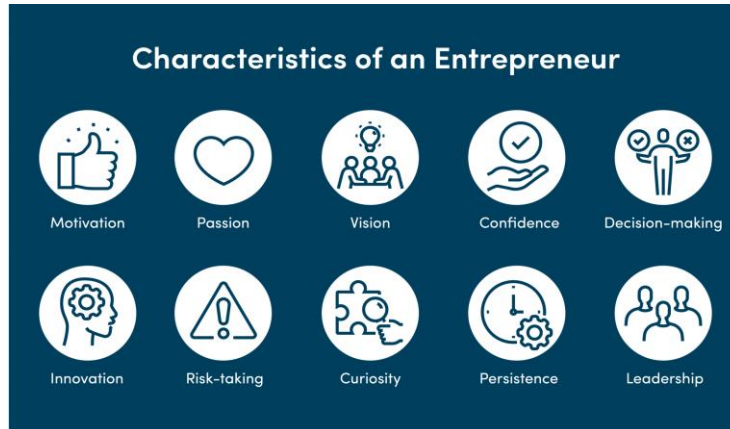 Characteristics of an Entrepreneur
Motivation
Passion
Vision
Confidence
Decision-making
Innovation
Risk-taking
Curiosity
Persistence
Leadership